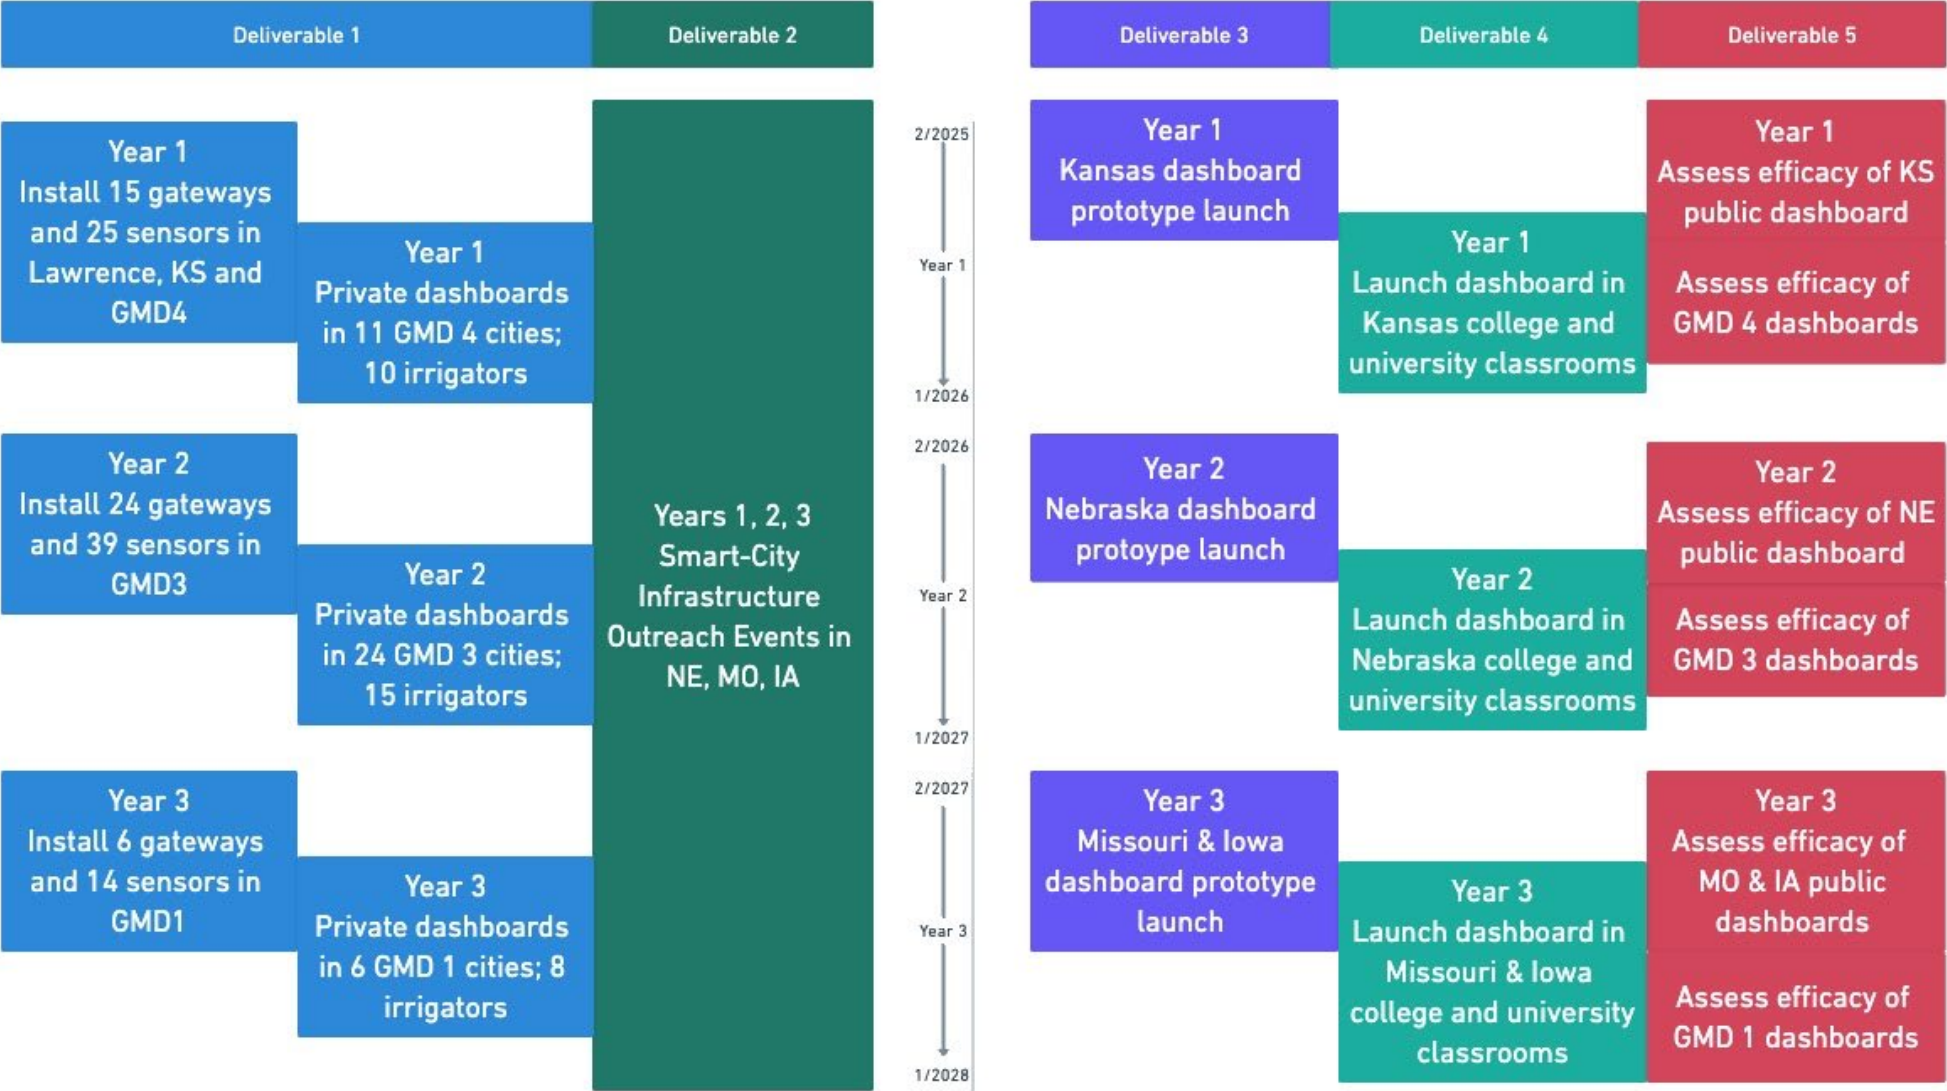 Deliverable 1
Deliverable 2
Deliverable 3
Deliverable 4
Deliverable 5
Year 1
Install 15 gateways
and 25 sensors in
Lawrence, KS and
GMD4
Year 1
Private dashboards
in 11 GMD 4 cities;
10 irrigators
Year 2
Install 24 gateways
and 39 sensors in
GMD3
Year 2
Private dashboards
in 24 GMD 3 cities;
15 irrigators
Year 3
Install 6 gateways
and 14 sensors in
GMD1
Year 3
Private dashboards
in 6 GMD 1 cities; 8
irrigators
Years 1, 2, 3
Smart-City
Infrastructure
Outreach Events in
NE, MO, IA
2/2025
Year 1
1/2026
2/2026
Year 2
1/2027
2/2027
Year 3
1/2028
Year 1
Kansas dashboard
prototype launch
Year 2
Nebraska dashboard
protoype launch
Year 3
Missouri & Iowa
dashboard prototype
launch
Year 1
Launch dashboard in
Kansas college and
university classrooms
Year 2
Launch dashboard in
Nebraska college and
university classrooms
Year 3
Launch dashboard in
Missouri & Iowa
college and university
classrooms
Year 1
Assess efficacy of KS
public dashboard
Assess efficacy of
GMD 4 dashboards
Year 2
Assess efficacy of NE
public dashboard
Assess efficacy of
GMD 3 dashboards
Year 3
Assess efficacy of
MO & IA public
dashboards
Assess efficacy of
GMD 1 dashboards